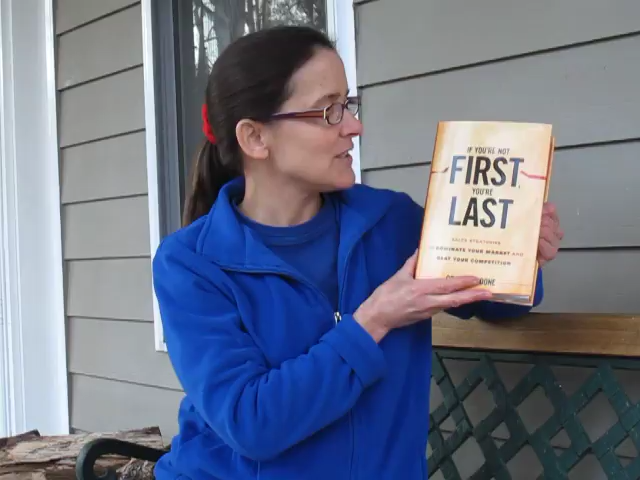 IF YOU'RE NOT
FIRST,
YOU'RE
LAST
SALES STRATEGIES
TO DOMINATE YOUR MARKET AND
BEAT YOUR COMPETITION